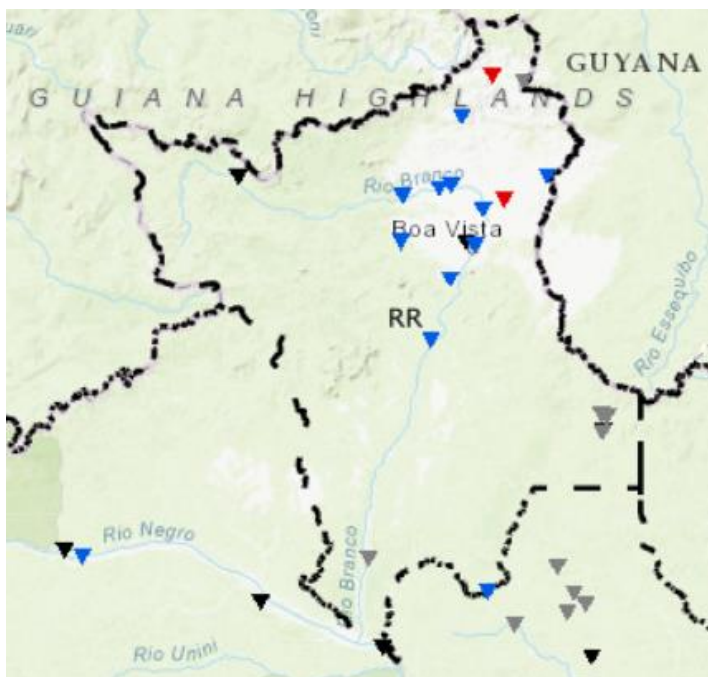 GUYANA
GUIANA HIGHLANDS
Rio Branco
Boa Vista
Rio Essequibo
RR
Rio Negro
Rio Branco
Rio Unini